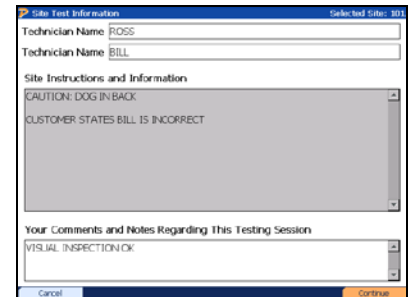 Site Test Information Selected Site: 101
Technician Name ROSS
Technician Name BILL
Site Instructions and Information
CAUTION: DOG IN BACK
CUSTOMER STATES BILL IS INCORRECT
Your Comments and Notes Regarding This Testing Session
VISUAL INSPECTION OK
Cancel Continue